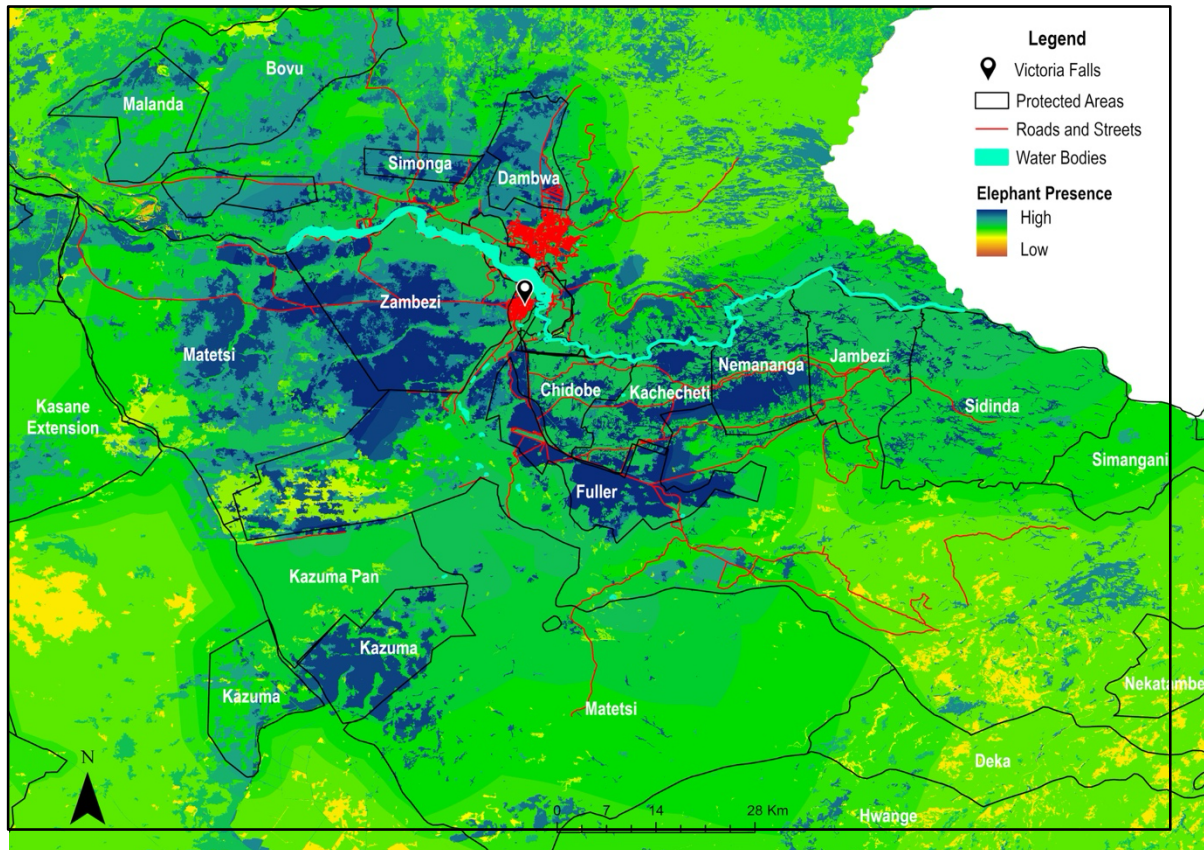 Legend
Victoria Falls
Protected Areas
Roads and Streets
Water Bodies
Elephant Presence
High
Low
Bovu
Malanda
Simonga
Dambwa
Zambezi
Matetsi
Kasane
Extension
Chidobe
Kachecheti
Nemananga
Jambezi
Sidinda
Simangani
Fuller
Kazuma Pan
Kazuma
Kazuma
Matetsi
Nekatambe
Deka
Hwange
N
0 7 14 28 Km